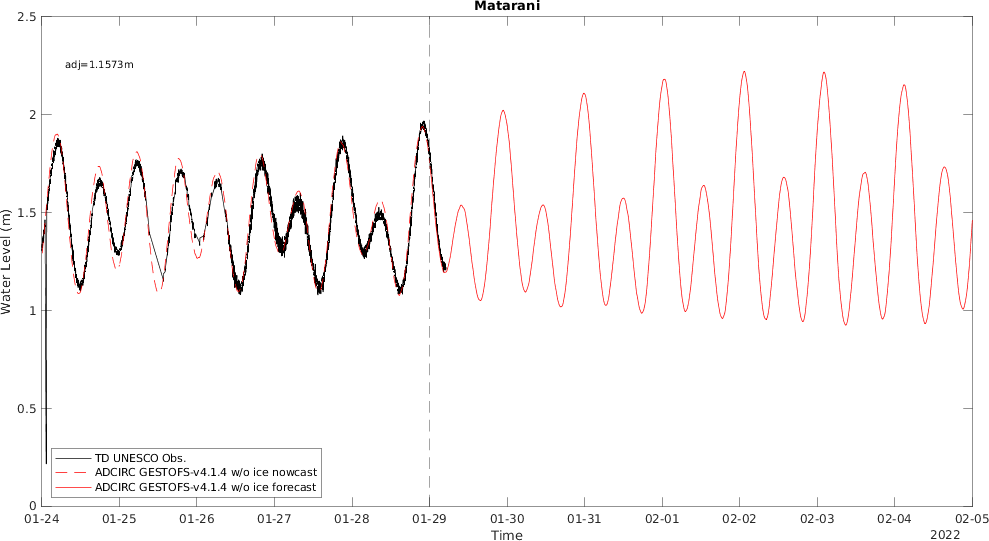 Matarani
2.5
adj=1.1573m
2
1.5
Water Level (m)
1
0.5
TD UNESCO Obs.
ADCIRC GESTOFS-v4.1.4 w/o ice nowcast
ADCIRC GESTOFS-v4.1.4 w/o ice forecast
0
01-24 01-25 01-26 01-27 01-28 01-29 01-30 01-31 02-01 02-02 02-03 02-04 02-05
Time
2022